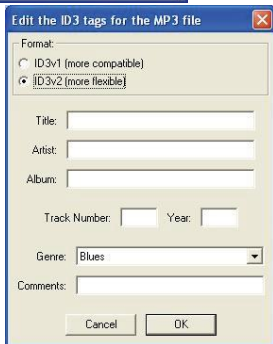 Edit the ID3 tags for the MP3 file
Format:
ID3v1 (more compatible)
ID3v2 (more flexible)
Title:
Artist:
Album:
Track Number: Year:
Genre: Blues
Comments:
Cancel OK